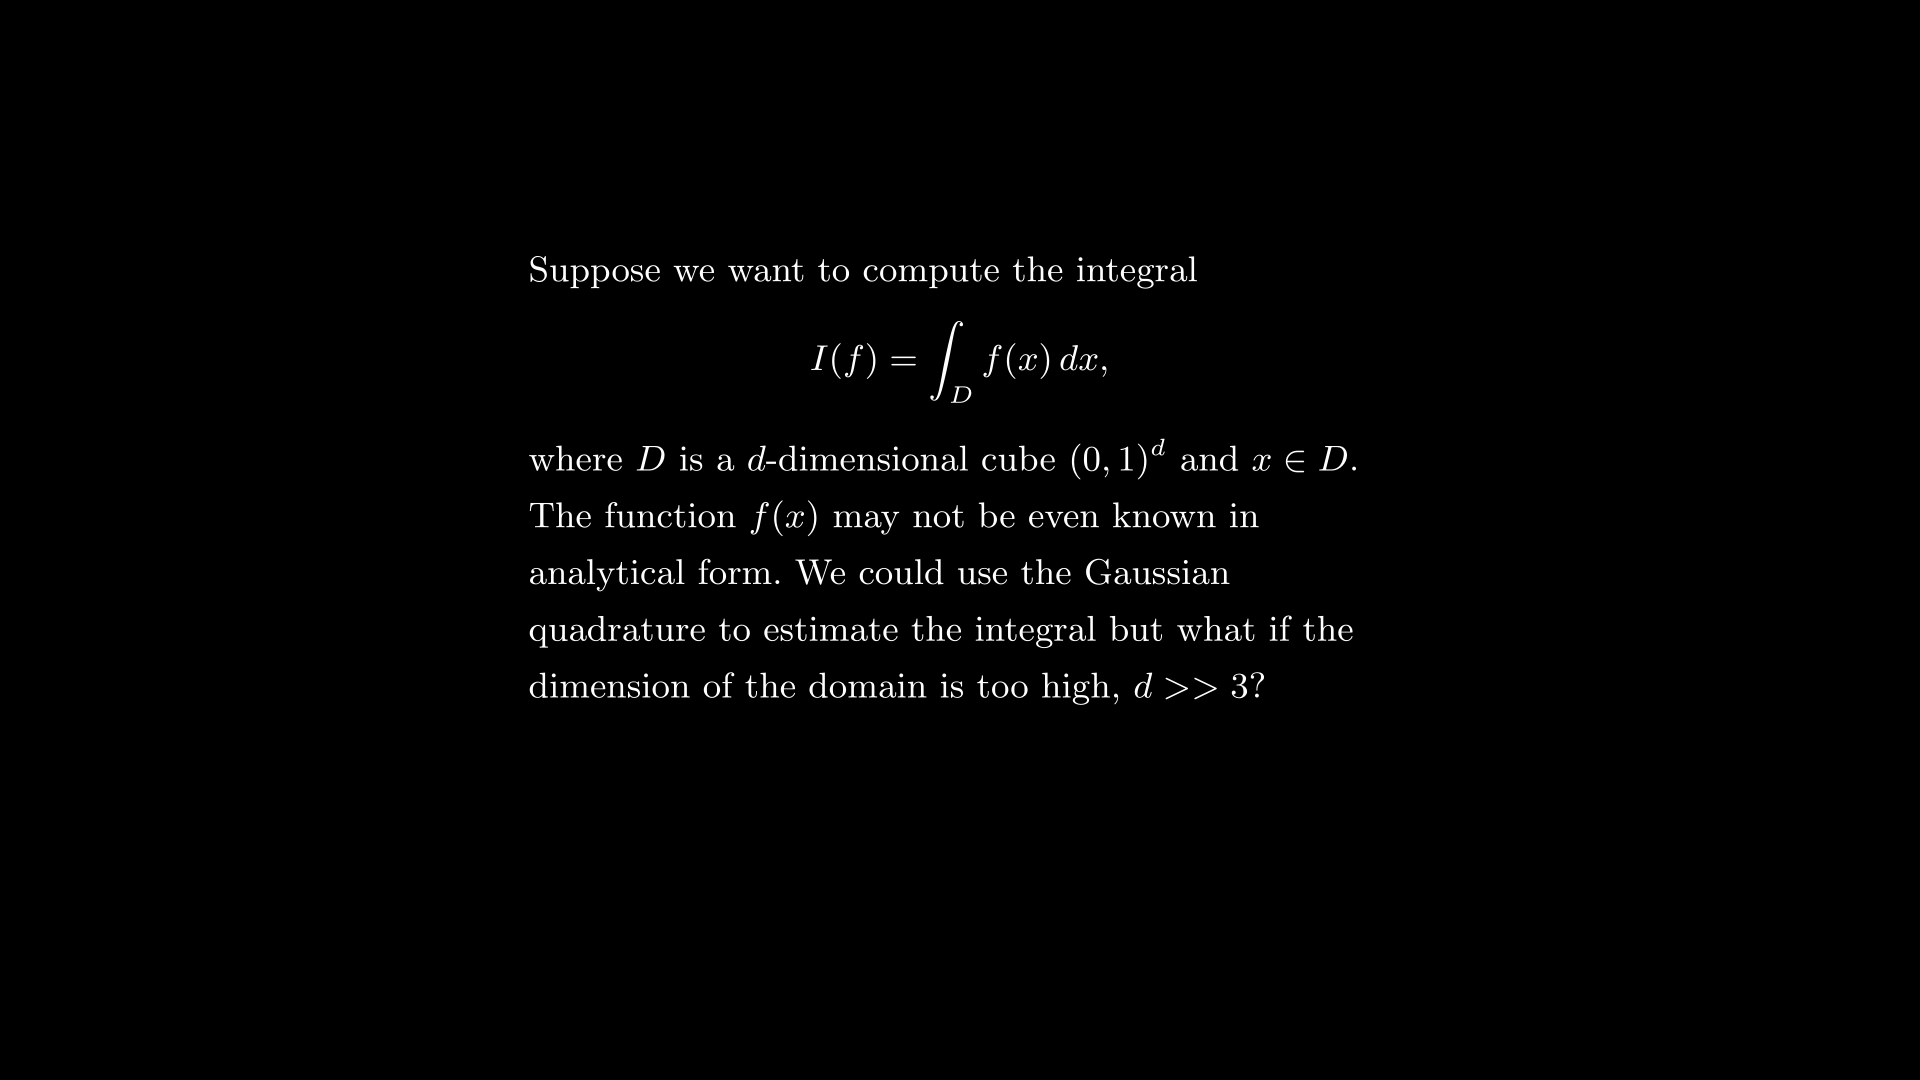 Suppose we want to compute the integral
I(f) = ∫_D f(x) dx,
where D is a d-dimensional cube (0, 1)^d and x ∈ D.
The function f(x) may not be even known in
analytical form. We could use the Gaussian
quadrature to estimate the integral but what if the
dimension of the domain is too high, d >> 3?